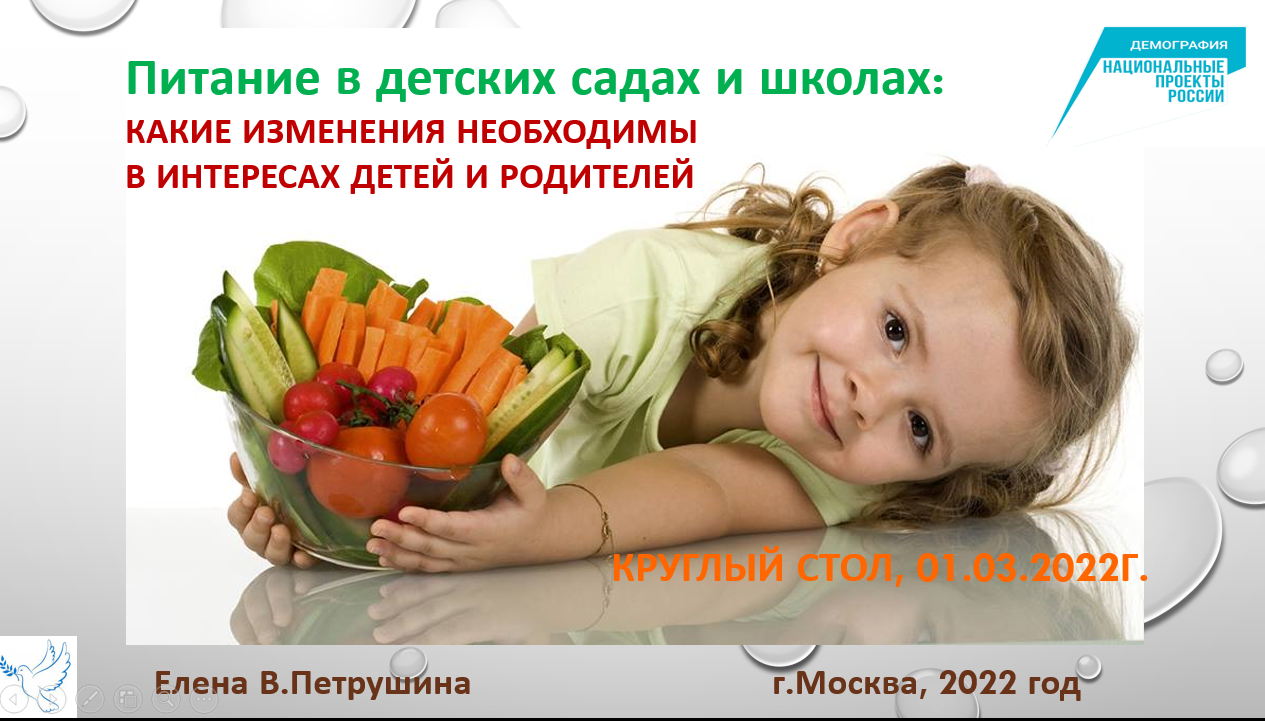 Питание в детских садах и школах:
КАКИЕ ИЗМЕНЕНИЯ НЕОБХОДИМЫ
В ИНТЕРЕСАХ ДЕТЕЙ И РОДИТЕЛЕЙ
ДЕМОГРАФИЯ
НАЦИОНАЛЬНЫЕ
ПРОЕКТЫ
РОССИИ
КРУГЛЫЙ СТОЛ, 01.03.2022Г.
Елена В.Петрушина
г.Москва, 2022 год